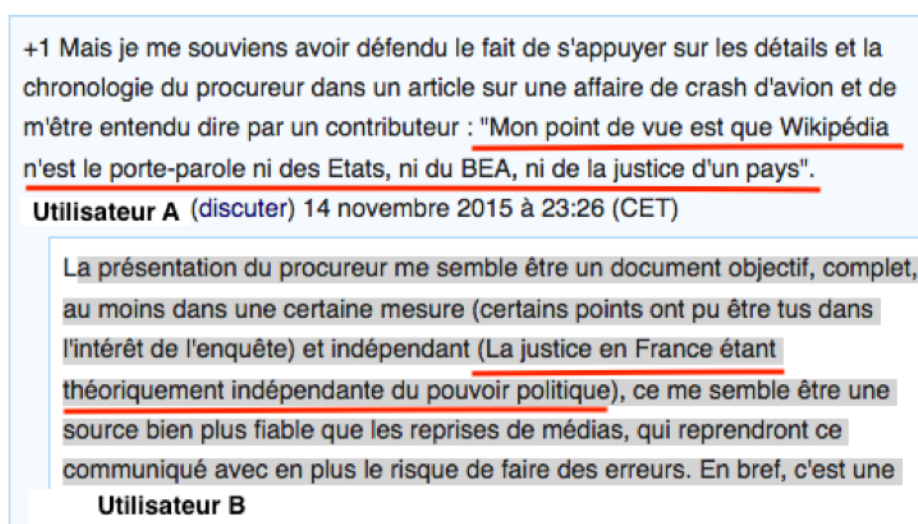 +1 Mais je me souviens avoir défendu le fait de s'appuyer sur les détails et la
chronologie du procureur dans un article sur une affaire de crash d'avion et de
m'être entendu dire par un contributeur : "Mon point de vue est que Wikipédia
n'est le porte-parole ni des Etats, ni du BEA, ni de la justice d'un pays".
Utilisateur A (discuter) 14 novembre 2015 à 23:26 (CET)
La présentation du procureur me semble être un document objectif, complet,
au moins dans une certaine mesure (certains points ont pu être tus dans
l'intérêt de l'enquête) et indépendant (La justice en France étant
théoriquement indépendante du pouvoir politique), ce me semble être une
source bien plus fiable que les reprises de médias, qui reprendront ce
communiqué avec en plus le risque de faire des erreurs. En bref, c'est une
Utilisateur B